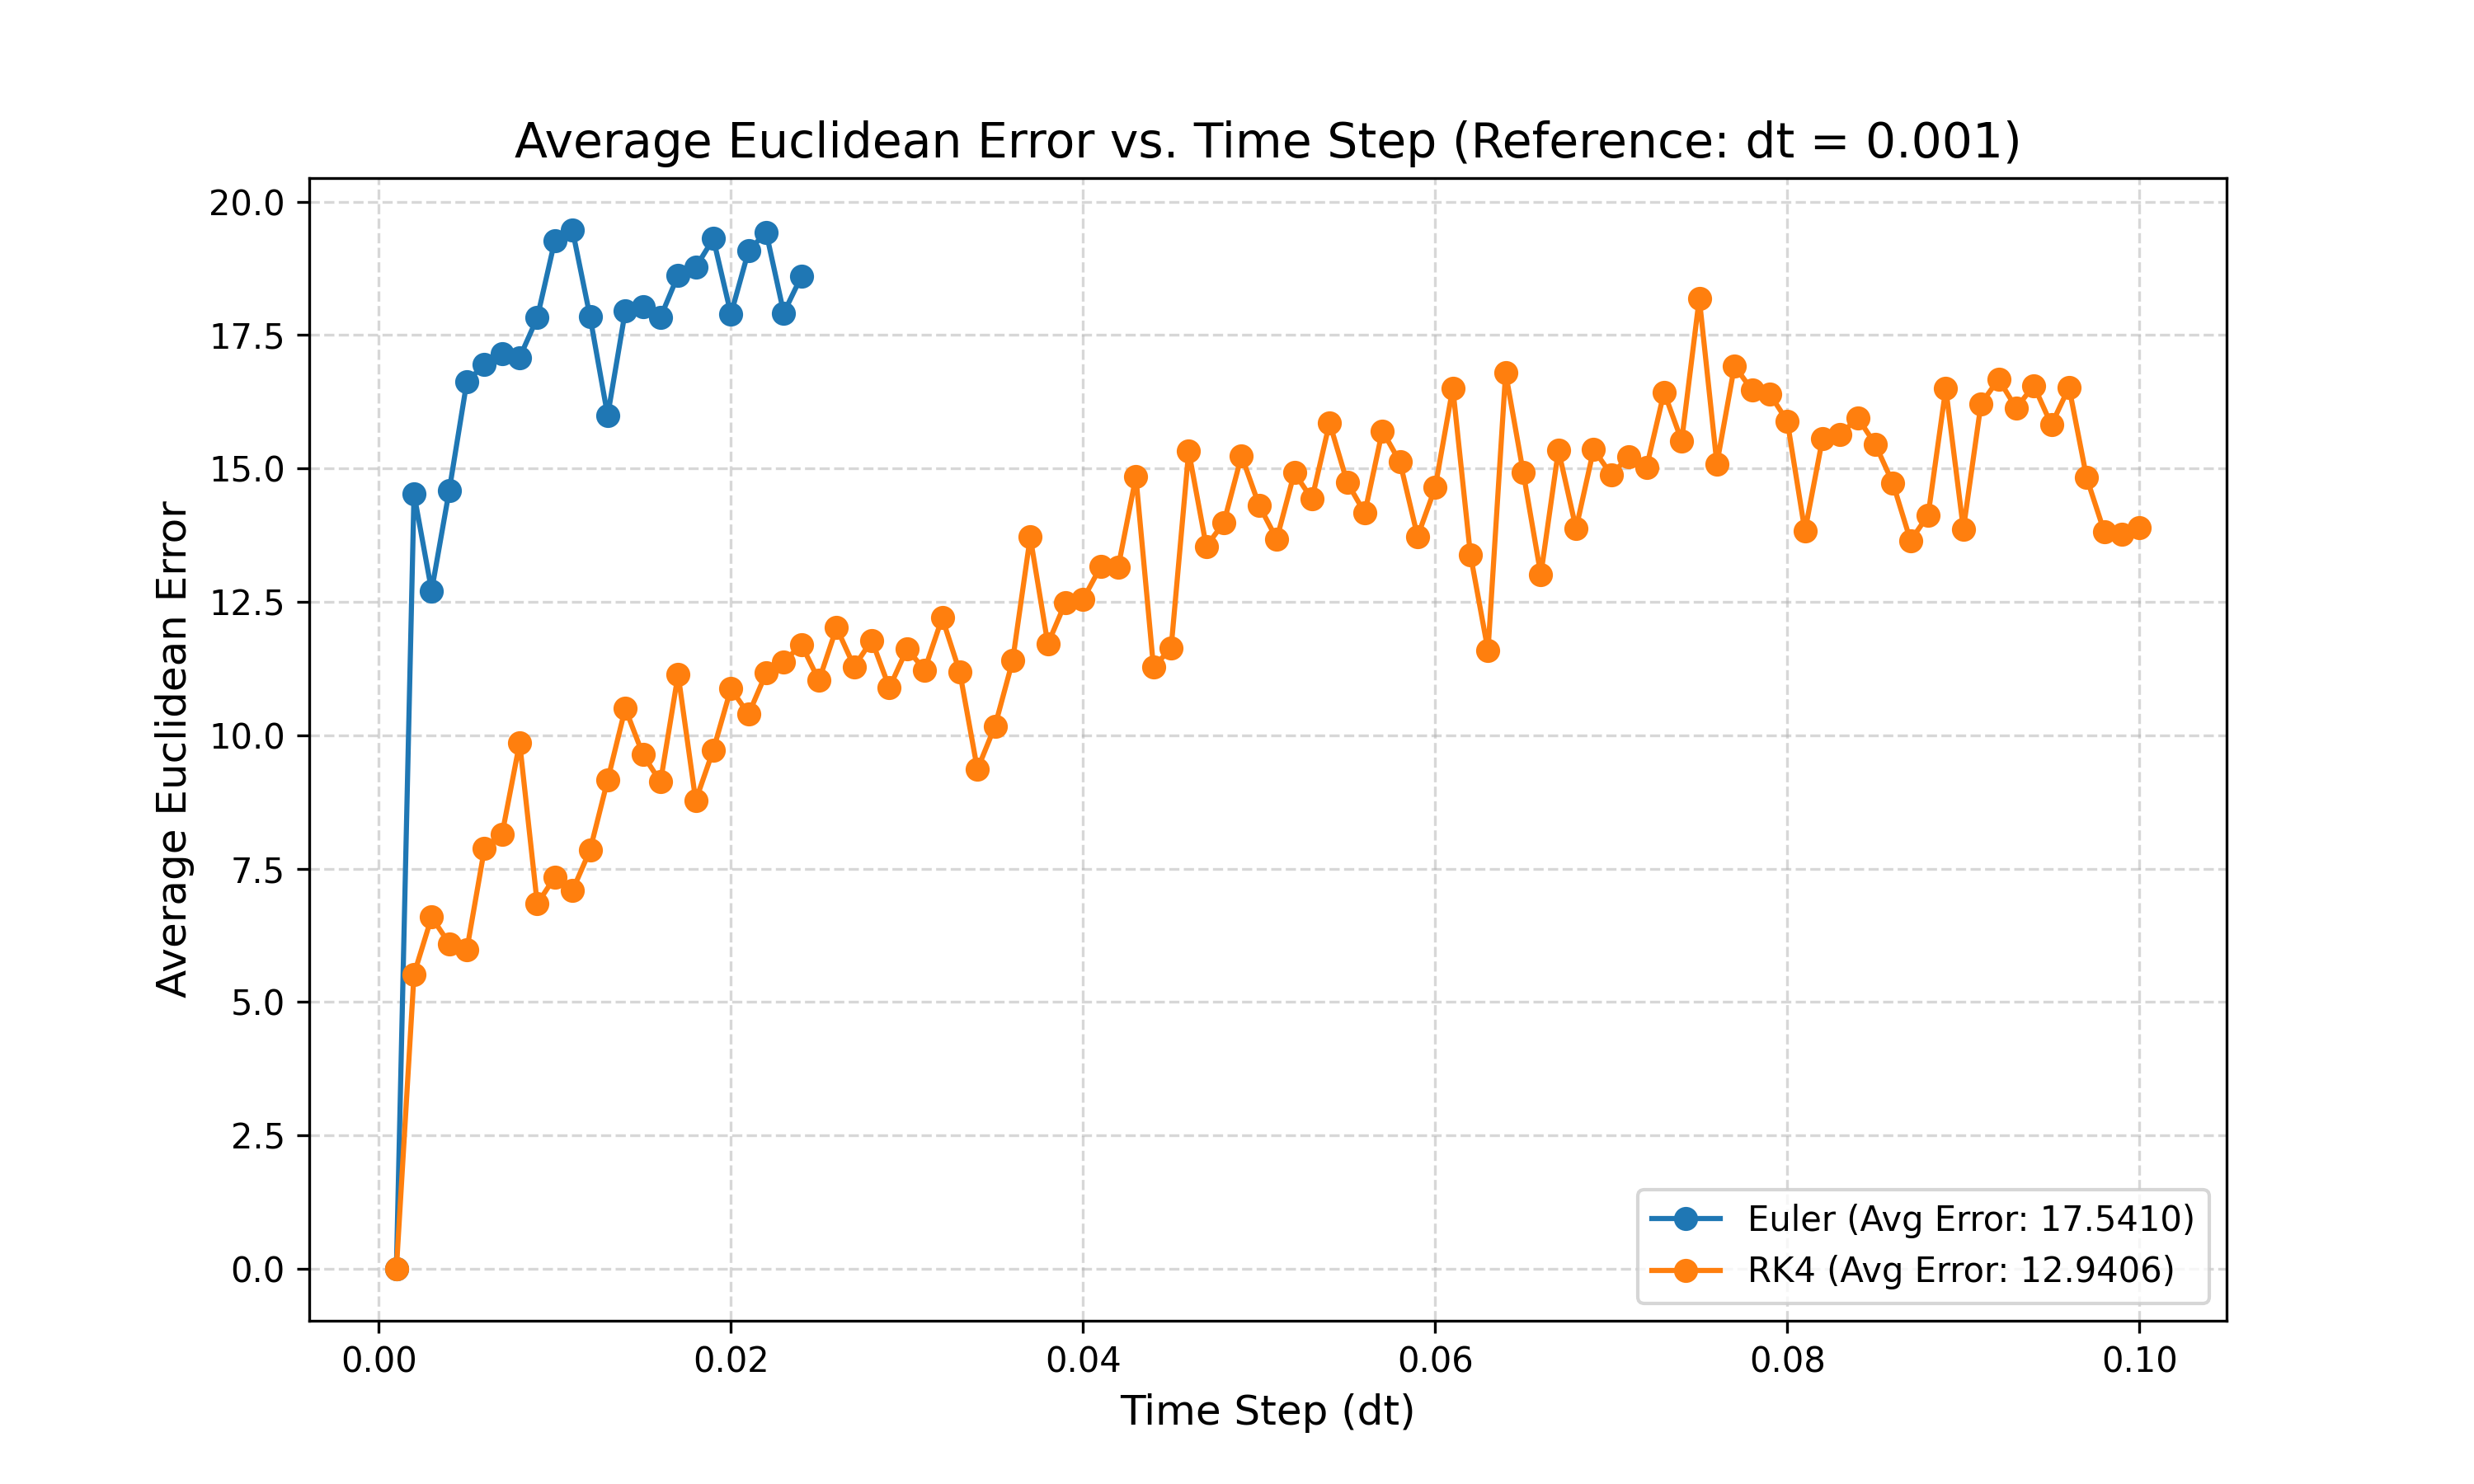 Average Euclidean Error vs. Time Step (Reference: dt = 0.001)
Average Euclidean Error
20.0
17.5
15.0
12.5
10.0
7.5
5.0
2.5
0.0
Euler (Avg Error: 17.5410)
RK4 (Avg Error: 12.9406)
0.00 0.02 0.04 0.06 0.08 0.10
Time Step (dt)